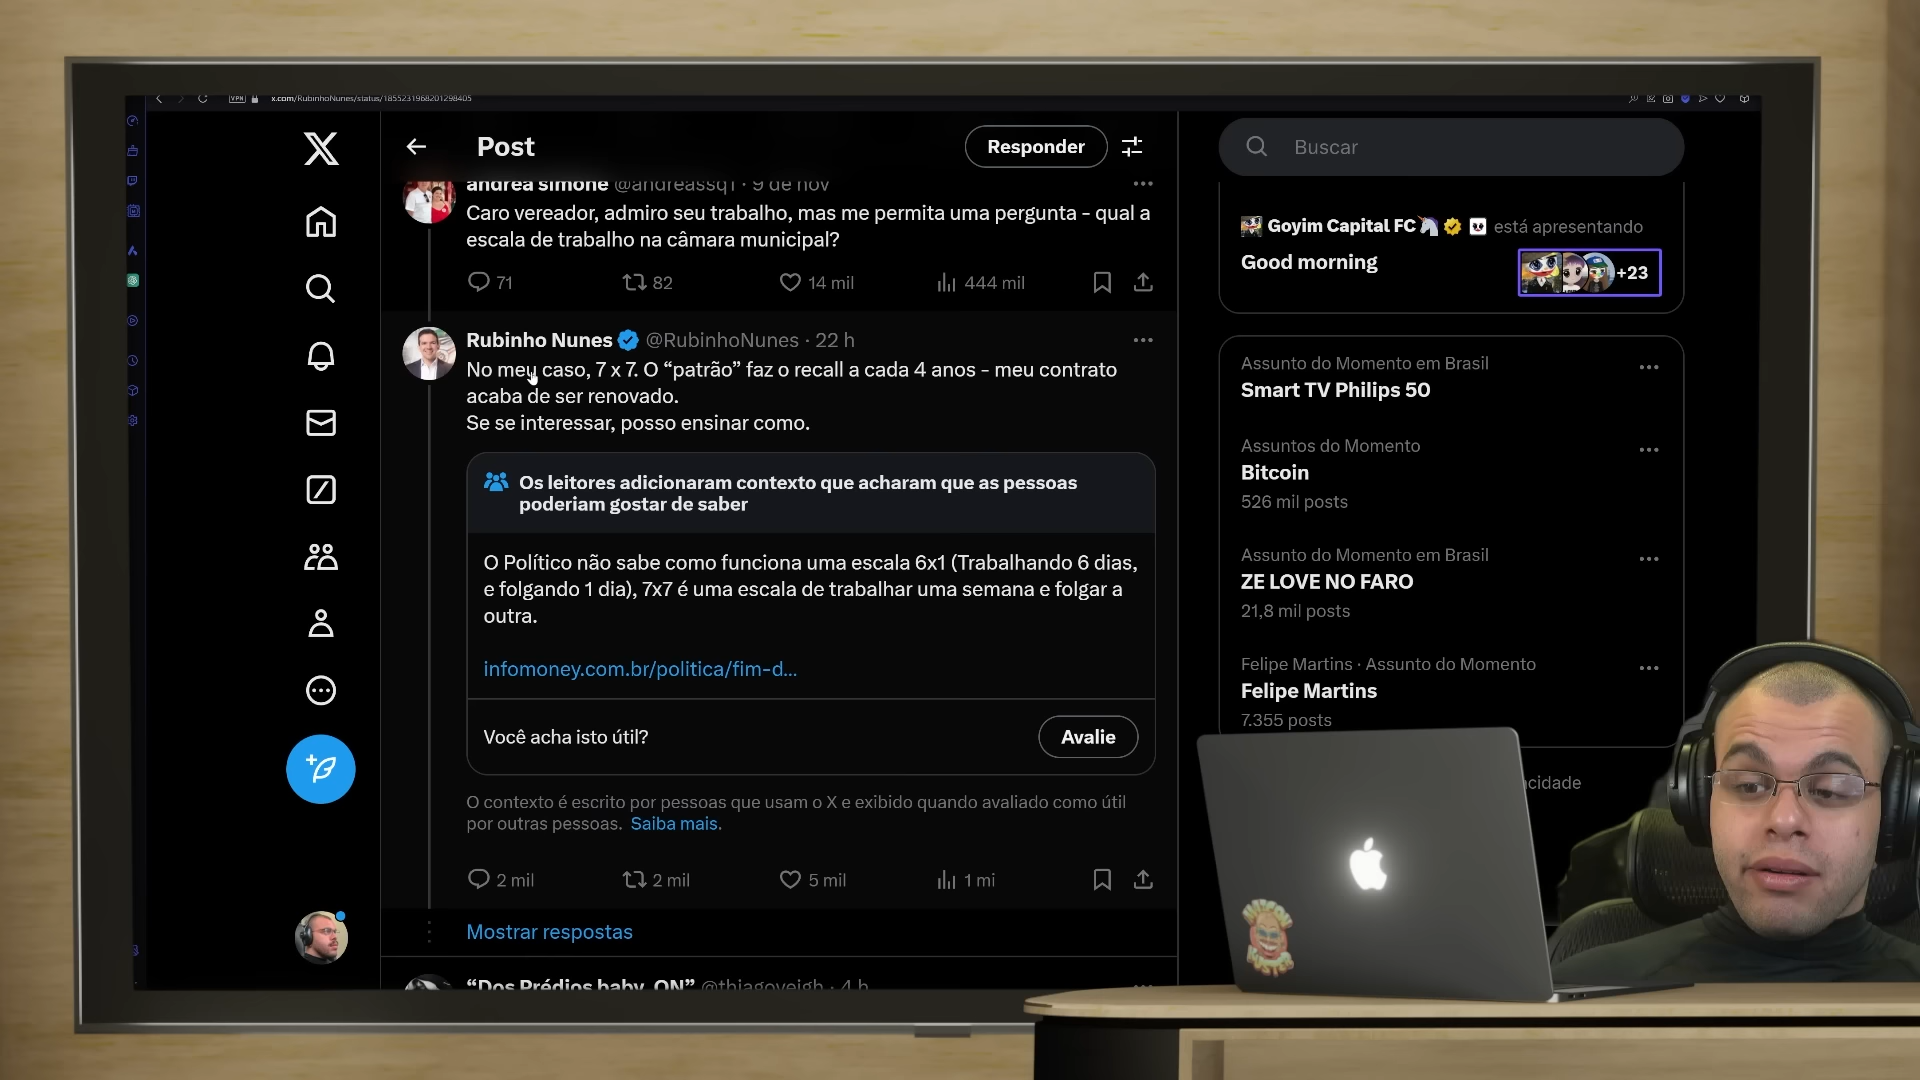 VPN x.com/RubinhoNunes/status/1855231968201298405
Post
Responder
andrea simone @andreassq1 · 9 de nov
Caro vereador, admiro seu trabalho, mas me permita uma pergunta - qual a
escala de trabalho na câmara municipal?
71 82 14 mil 444 mil
Rubinho Nunes @RubinhoNunes · 22 h
No meu caso, 7 x 7. O “patrão” faz o recall a cada 4 anos - meu contrato
acaba de ser renovado.
Se se interessar, posso ensinar como.
Os leitores adicionaram contexto que acharam que as pessoas
poderiam gostar de saber
O Político não sabe como funciona uma escala 6x1 (Trabalhando 6 dias,
e folgando 1 dia), 7x7 é uma escala de trabalhar uma semana e folgar a
outra.
infomoney.com.br/politica/fim-d...
Você acha isto útil?
Avalie
O contexto é escrito por pessoas que usam o X e exibido quando avaliado como útil
por outras pessoas. Saiba mais.
2 mil 2 mil 5 mil 1 mi
Mostrar respostas
“Dos Prédios baby, ON” @thiagoveigh · 4 h
Buscar
Goyim Capital FC está apresentando
Good morning
+23
Assunto do Momento em Brasil
Smart TV Philips 50
Assuntos do Momento
Bitcoin
526 mil posts
Assunto do Momento em Brasil
ZE LOVE NO FARO
21,8 mil posts
Felipe Martins · Assunto do Momento
Felipe Martins
7.355 posts